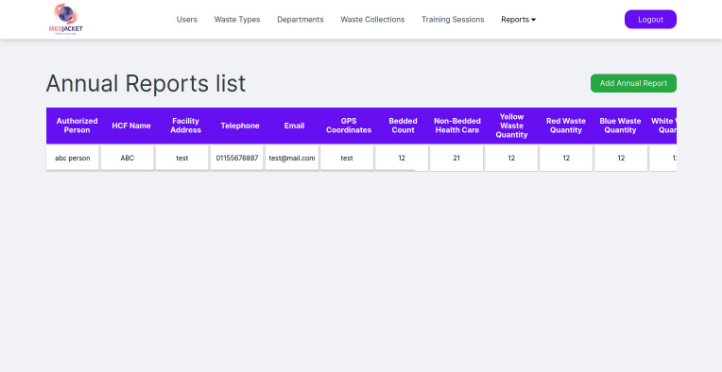 MEDJACKET
Users Waste Types Departments Waste Collections Training Sessions Reports Logout
Annual Reports list
Add Annual Report
Authorized Person HCF Name Facility Address Telephone Email GPS Coordinates Bedded Count Non-Bedded Health Care Yellow Waste Quantity Red Waste Quantity Blue Waste Quantity White
abc person ABC test 01155676887 test@mail.com test 12 21 12 12 12